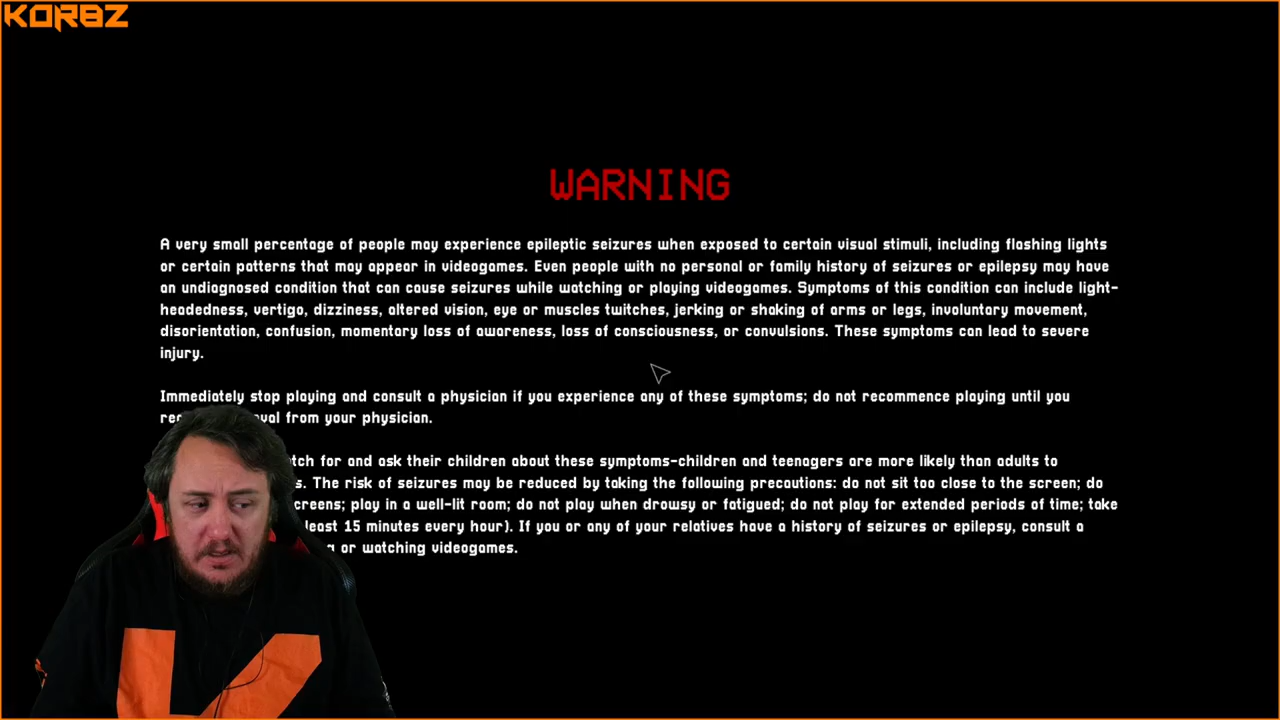 KORBZ
WARNING
A very small percentage of people may experience epileptic seizures when exposed to certain visual stimuli, including flashing lights
or certain patterns that may appear in videogames. Even people with no personal or family history of seizures or epilepsy may have
an undiagnosed condition that can cause seizures while watching or playing videogames. Symptoms of this condition can include light-
headedness, vertigo, dizziness, altered vision, eye or muscles twitches, jerking or shaking of arms or legs, involuntary movement,
disorientation, confusion, momentary loss of awareness, loss of consciousness, or convulsions. These symptoms can lead to severe
injury.
Immediately stop playing and consult a physician if you experience any of these symptoms; do not recommence playing until you
from your physician.
for and ask their children about these symptoms-children and teenagers are more likely than adults to
The risk of seizures may be reduced by taking the following precautions: do not sit too close to the screen; do
screens; play in a well-lit room; do not play when drowsy or fatigued; do not play for extended periods of time; take
least 15 minutes every hour). If you or any of your relatives have a history of seizures or epilepsy, consult a
or watching videogames.